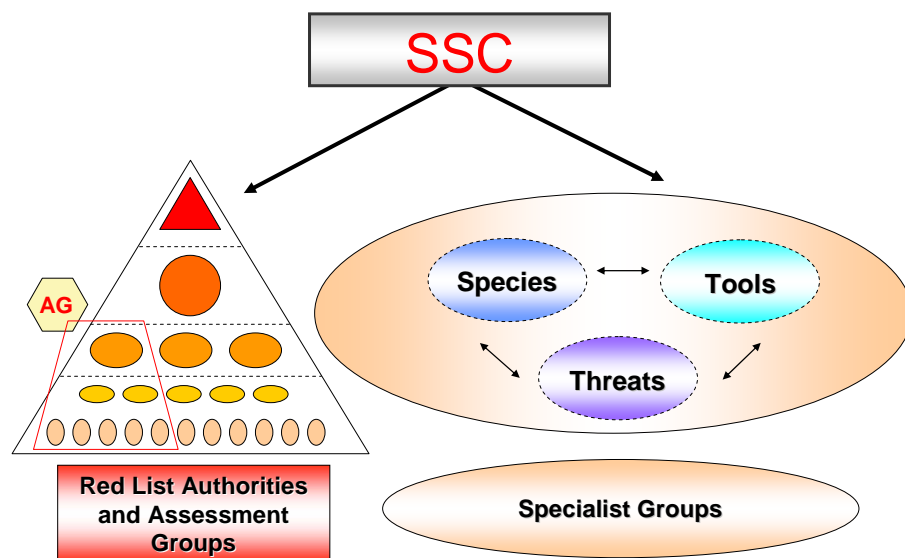 SSC
AG
Species
Tools
Threats
Red List Authorities
and Assessment
Groups
Specialist Groups